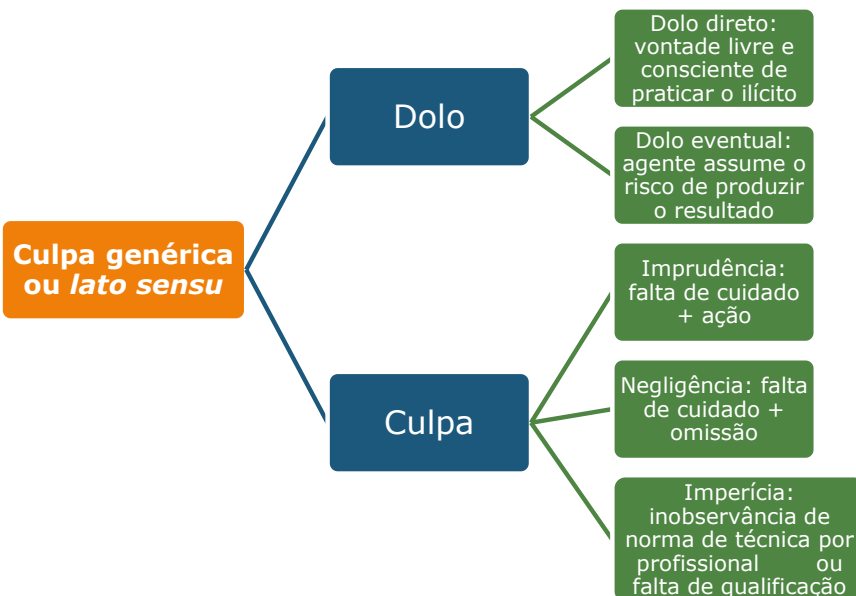 Culpa genérica
ou lato sensu
Dolo
Dolo direto:
vontade livre e
consciente de
praticar o ilícito
Dolo eventual:
agente assume o
risco de produzir
o resultado
Culpa
Imprudência:
falta de cuidado
+ ação
Negligência: falta
de cuidado +
omissão
Imperícia:
inobservância de
norma de técnica por
profissional ou
falta de qualificação